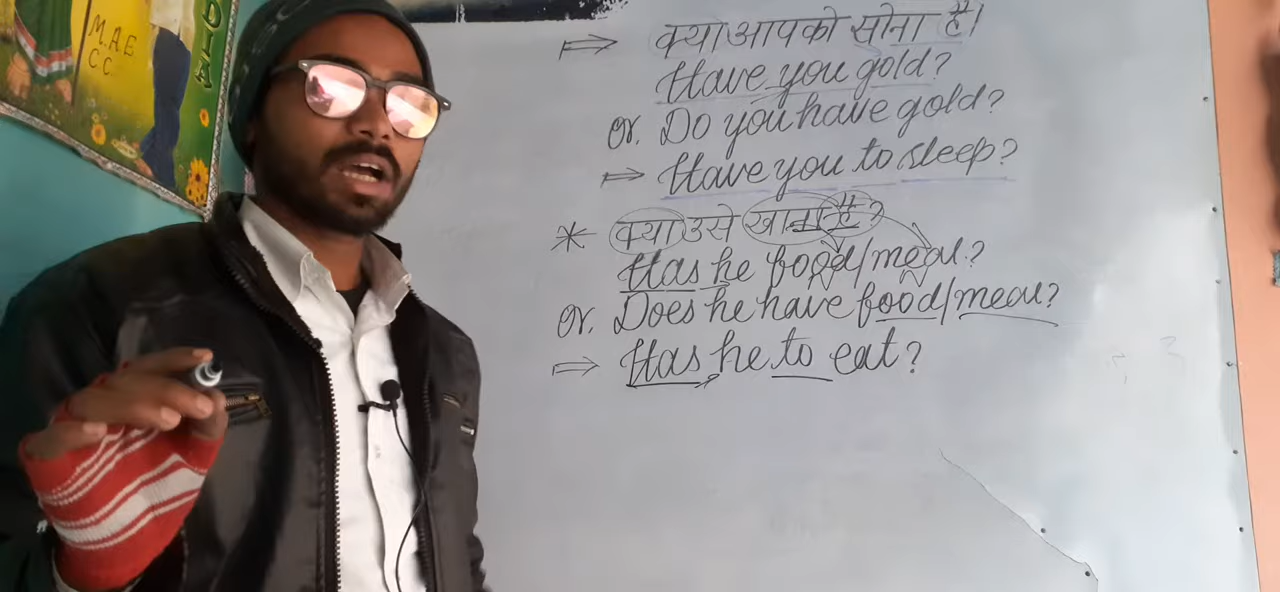 M.A.E
C.C.
⇒ क्या आपको सोना है।
Have you gold?
or. Do you have gold?
⇒ Have you to sleep?
* क्या उसे खाना है?
Has he food/meal?
or. Does he have food/meal?
⇒ Has he to eat?